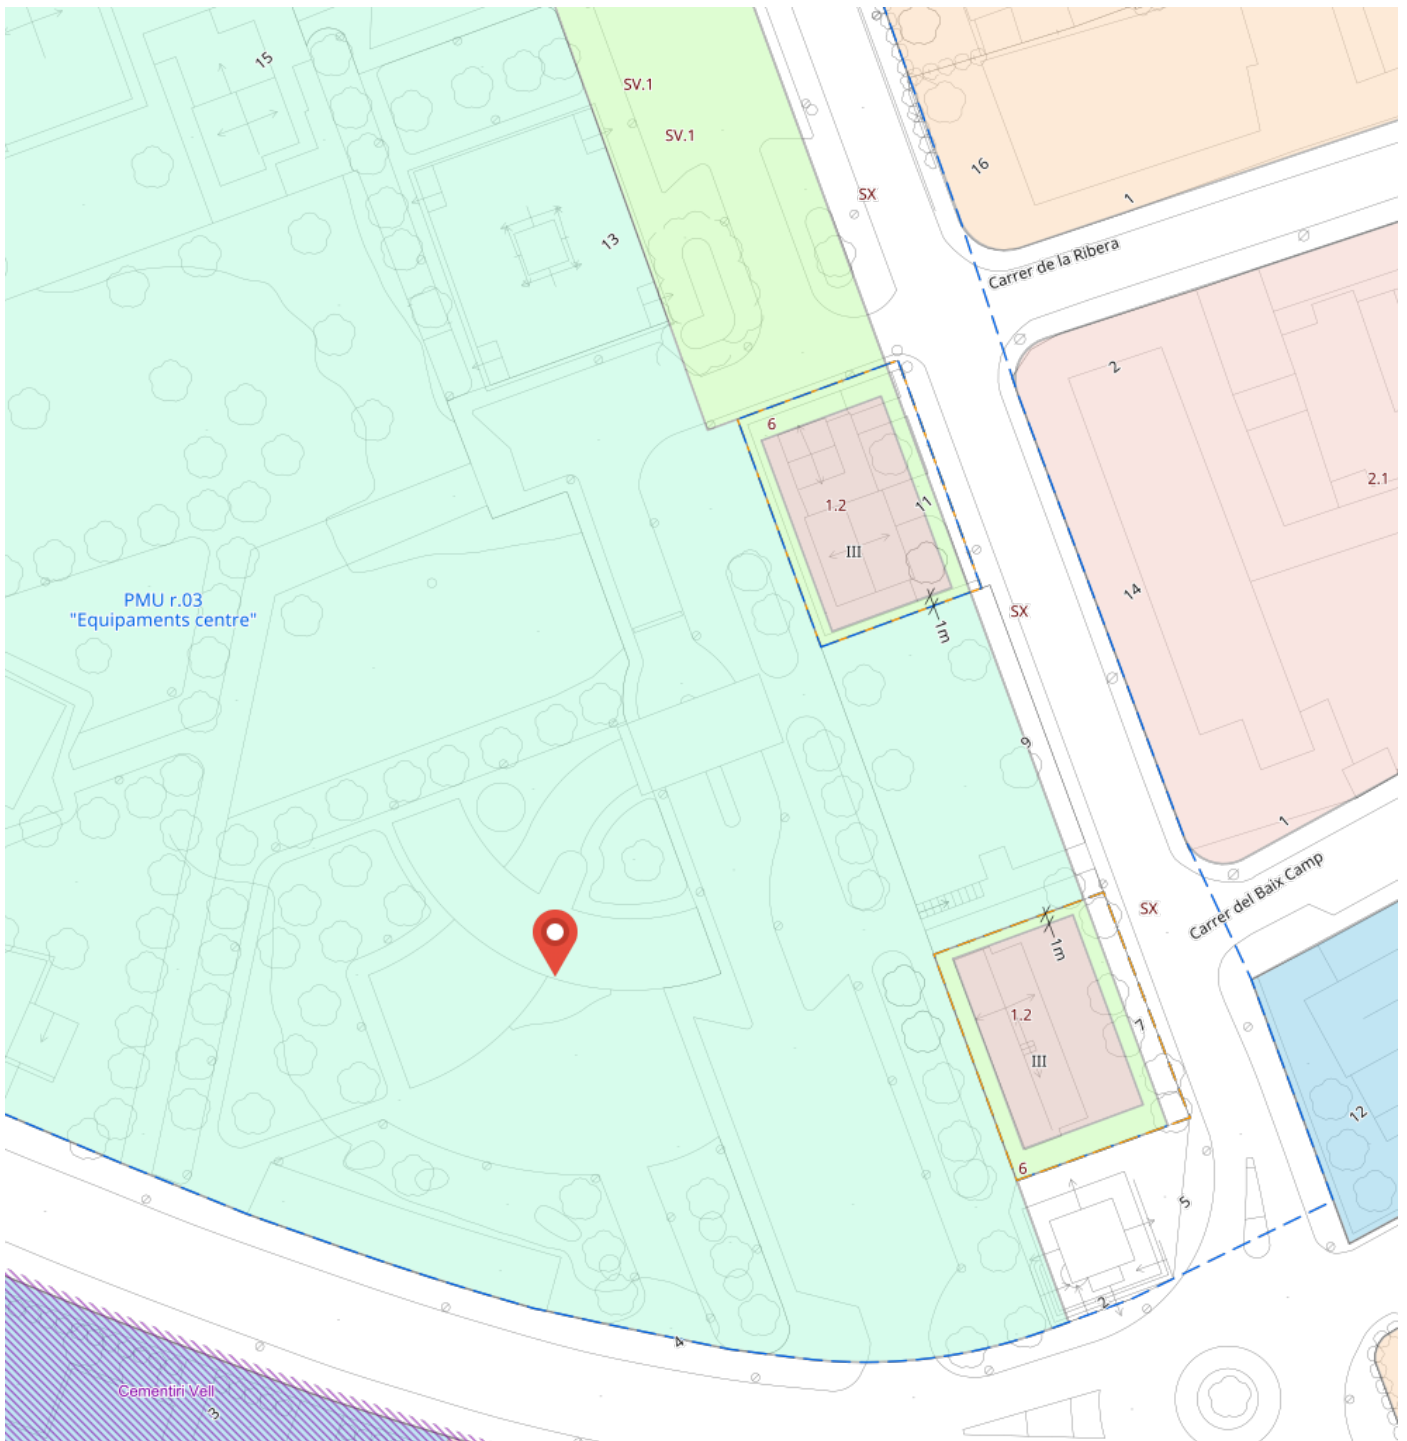 15
SV.1
SV.1
16
SX
1
13
Carrer de la Ribera
2
6
2.1
1.2
11
III
14
PMU r.03
"Equipaments centre"
SX
1m
9
1
Carrer del Baix Camp
SX
1m
1.2
7
III
12
6
5
2
4
Cementiri Vell
3